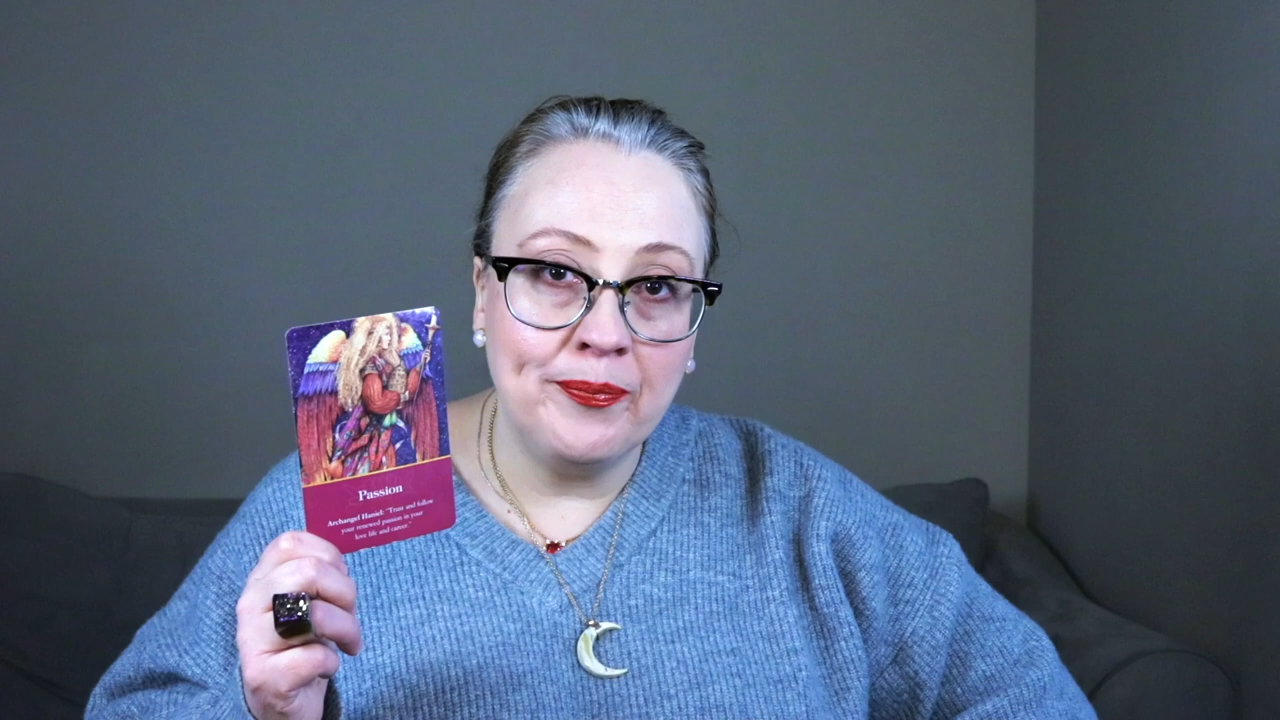 Passion
Archangel Haniel: "Trust and follow
your renewed passion in your
love life and career."